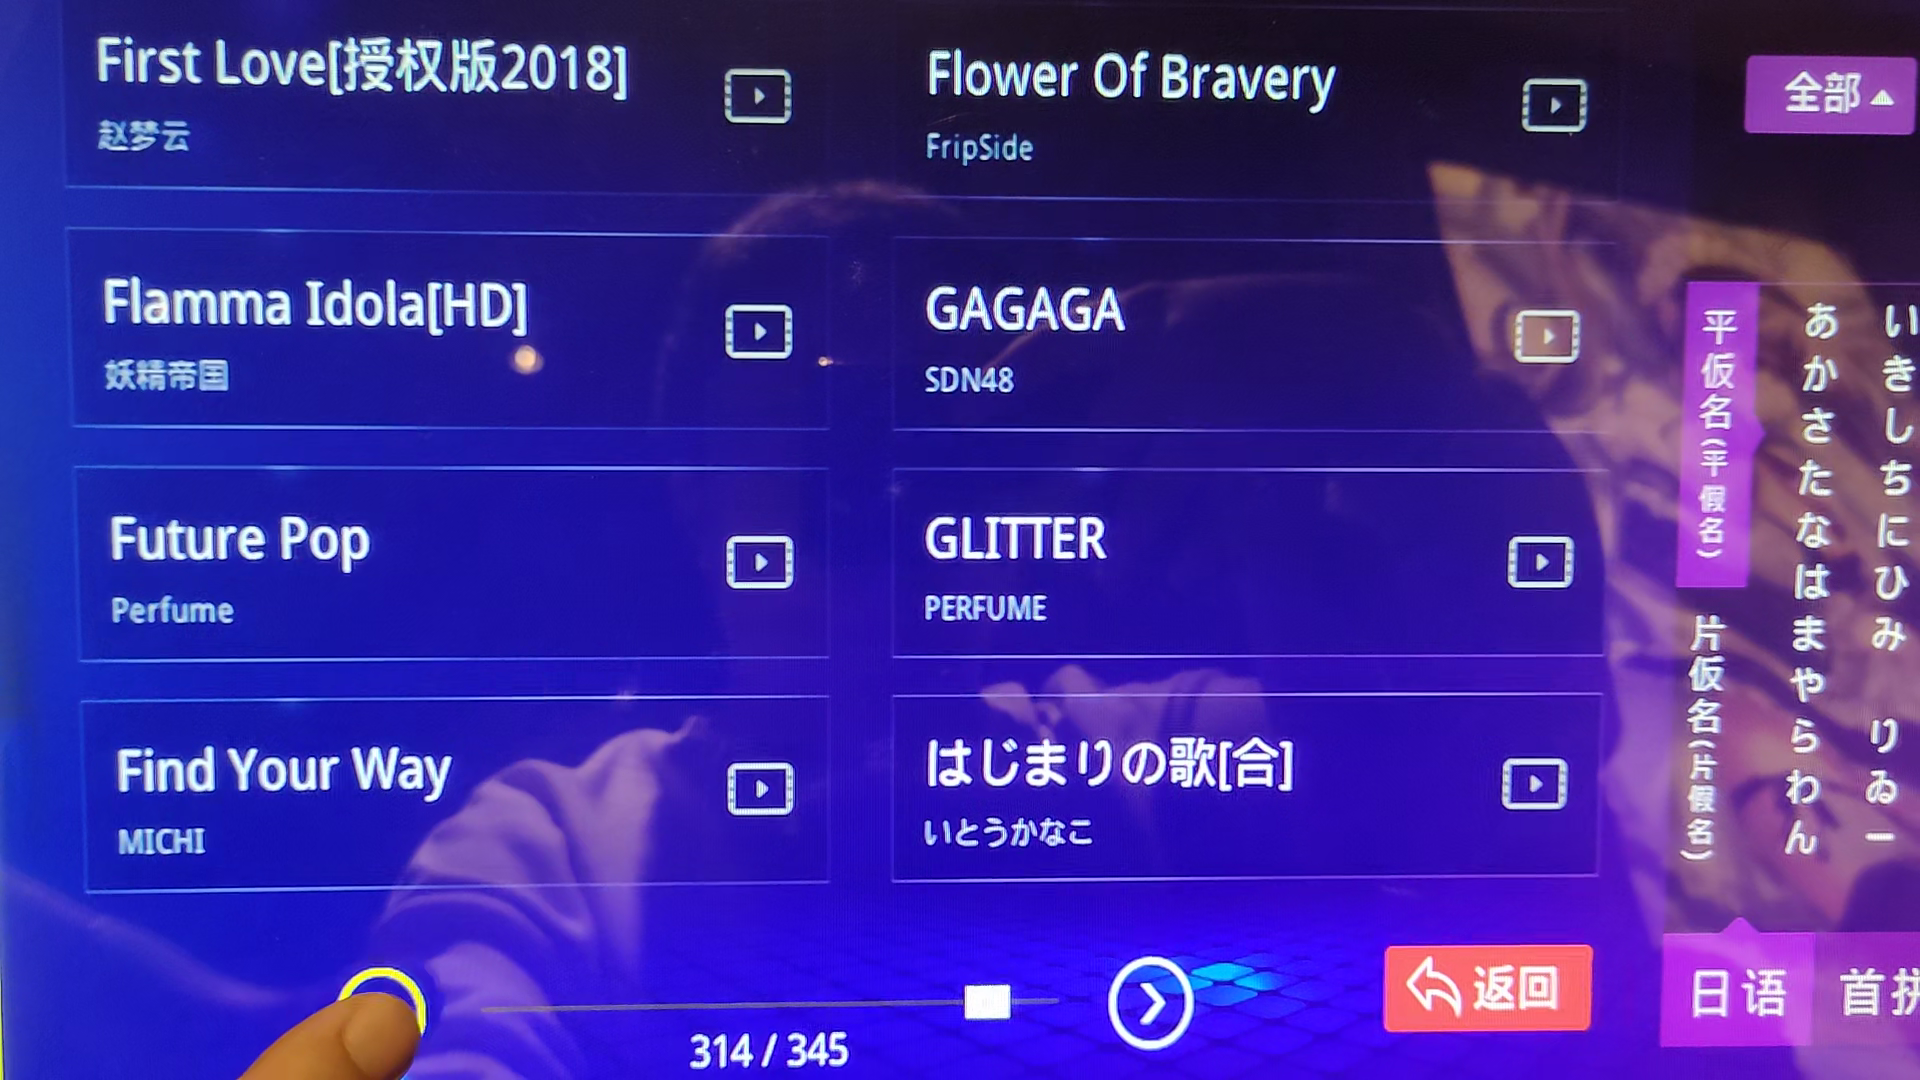 First Love[授权版2018]
赵梦云
Flower Of Bravery
FripSide
全部
Flamma Idola[HD]
妖精帝国
GAGAGA
SDN48
Future Pop
Perfume
GLITTER
PERFUME
Find Your Way
MICHI
はじまりの歌[合]
いとうかなこ
平仮名(平假名)
片仮名(片假名)
あかさたなはまやらわん
いきしちにひみ りゐー
314 / 345
返回
日语
首拼